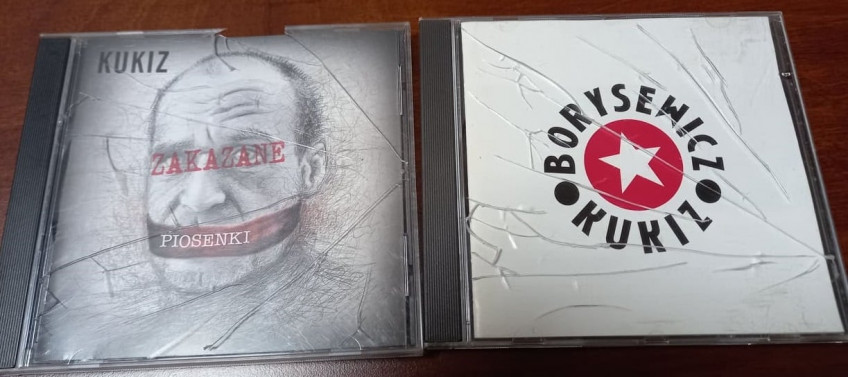 KUKIZ
ZAKAZANE
PIOSENKI
BORYSEWICZ
KUKIZ